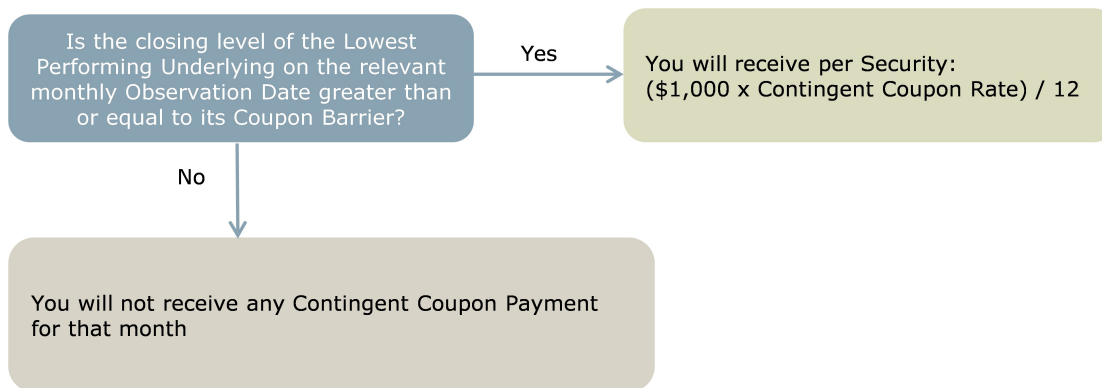 Is the closing level of the Lowest
Performing Underlying on the relevant
monthly Observation Date greater than
or equal to its Coupon Barrier?
Yes
You will receive per Security:
($1,000 x Contingent Coupon Rate) / 12
No
You will not receive any Contingent Coupon Payment
for that month